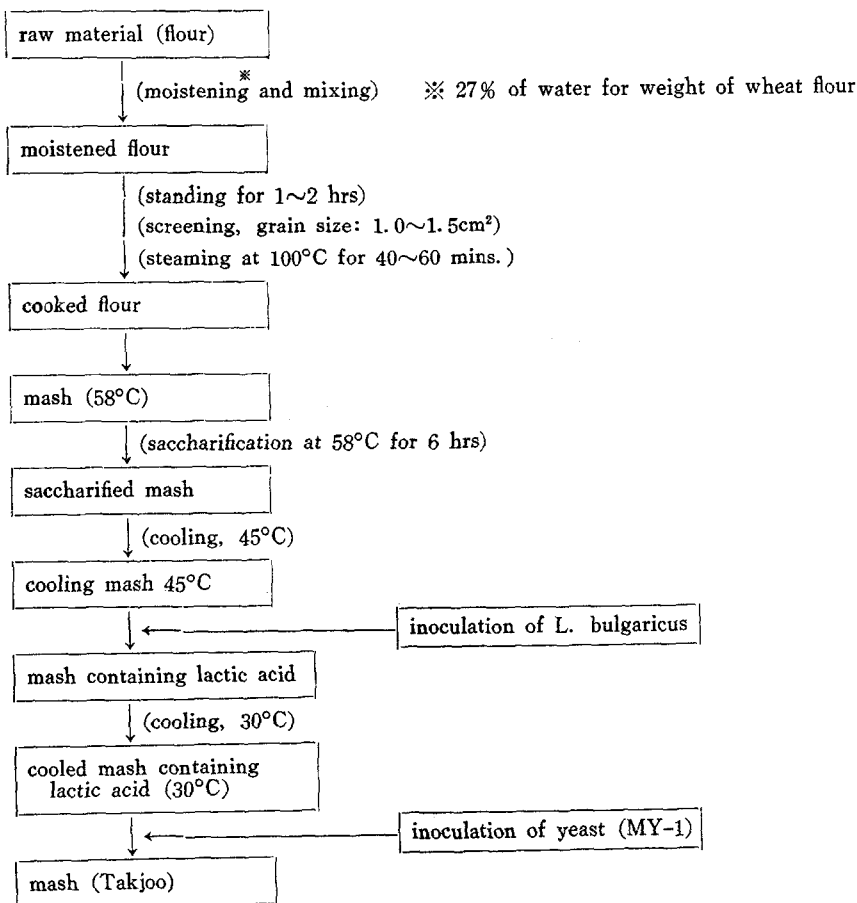 raw material (flour)
(moistening※ and mixing) ※ 27% of water for weight of wheat flour
moistened flour
(standing for 1~2 hrs)
(screening, grain size: 1.0~1.5cm²)
(steaming at 100°C for 40~60 mins.)
cooked flour
mash (58°C)
(saccharification at 58°C for 6 hrs)
saccharified mash
(cooling, 45°C)
cooling mash 45°C
inoculation of L. bulgaricus
mash containing lactic acid
(cooling, 30°C)
cooled mash containing
lactic acid (30°C)
inoculation of yeast (MY-1)
mash (Takjoo)